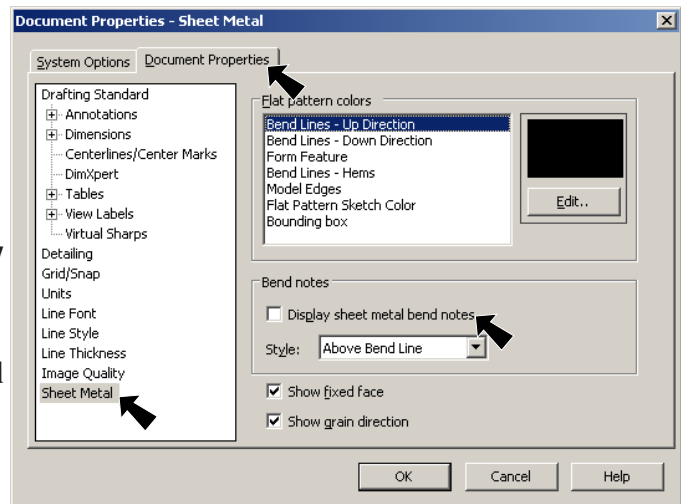 Document Properties - Sheet Metal
System Options
Document Properties
Drafting Standard
Annotations
Dimensions
Centerlines/Center Marks
DimXpert
Tables
View Labels
Virtual Sharps
Detailing
Grid/Snap
Units
Line Font
Line Style
Line Thickness
Image Quality
Sheet Metal
Flat pattern colors
Bend Lines - Up Direction
Bend Lines - Down Direction
Form Feature
Bend Lines - Hems
Model Edges
Flat Pattern Sketch Color
Bounding box
Edit..
Bend notes
Display sheet metal bend notes
Style: Above Bend Line
Show fixed face
Show grain direction
OK Cancel Help